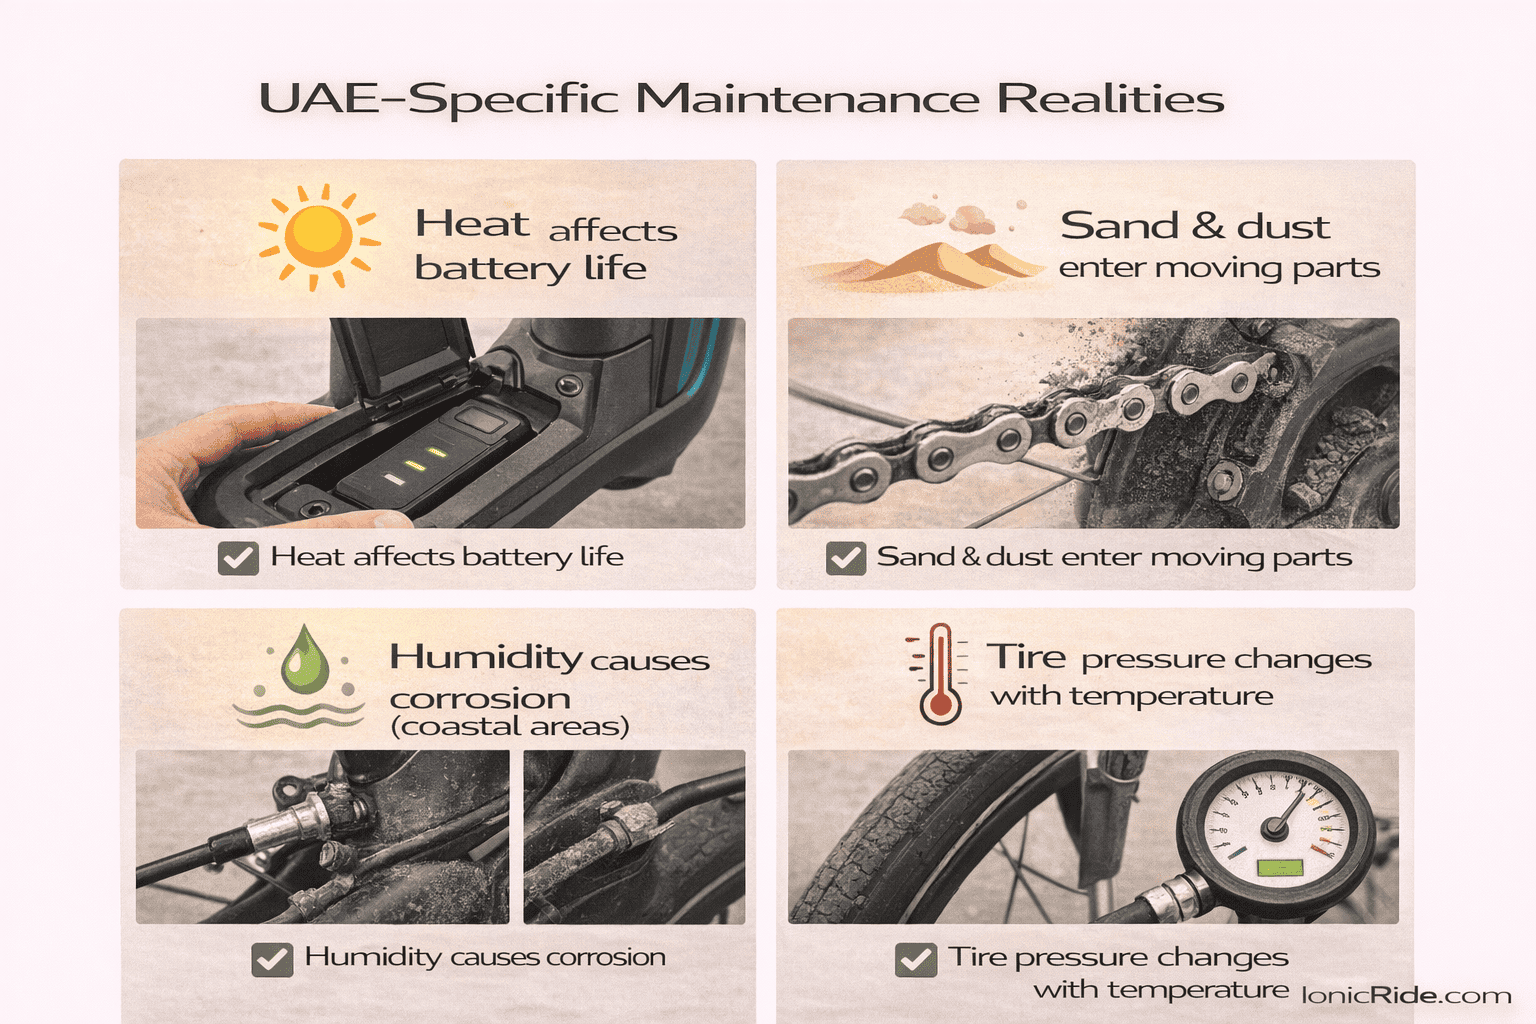 UAE-Specific Maintenance Realities
Heat affects
battery life
Sand & dust
enter moving parts
Heat affects battery life
Sand & dust enter moving parts
Humidity causes
corrosion
(coastal areas)
Tire pressure changes
with temperature
Humidity causes corrosion
Tire pressure changes
with temperature
IonicRide.com